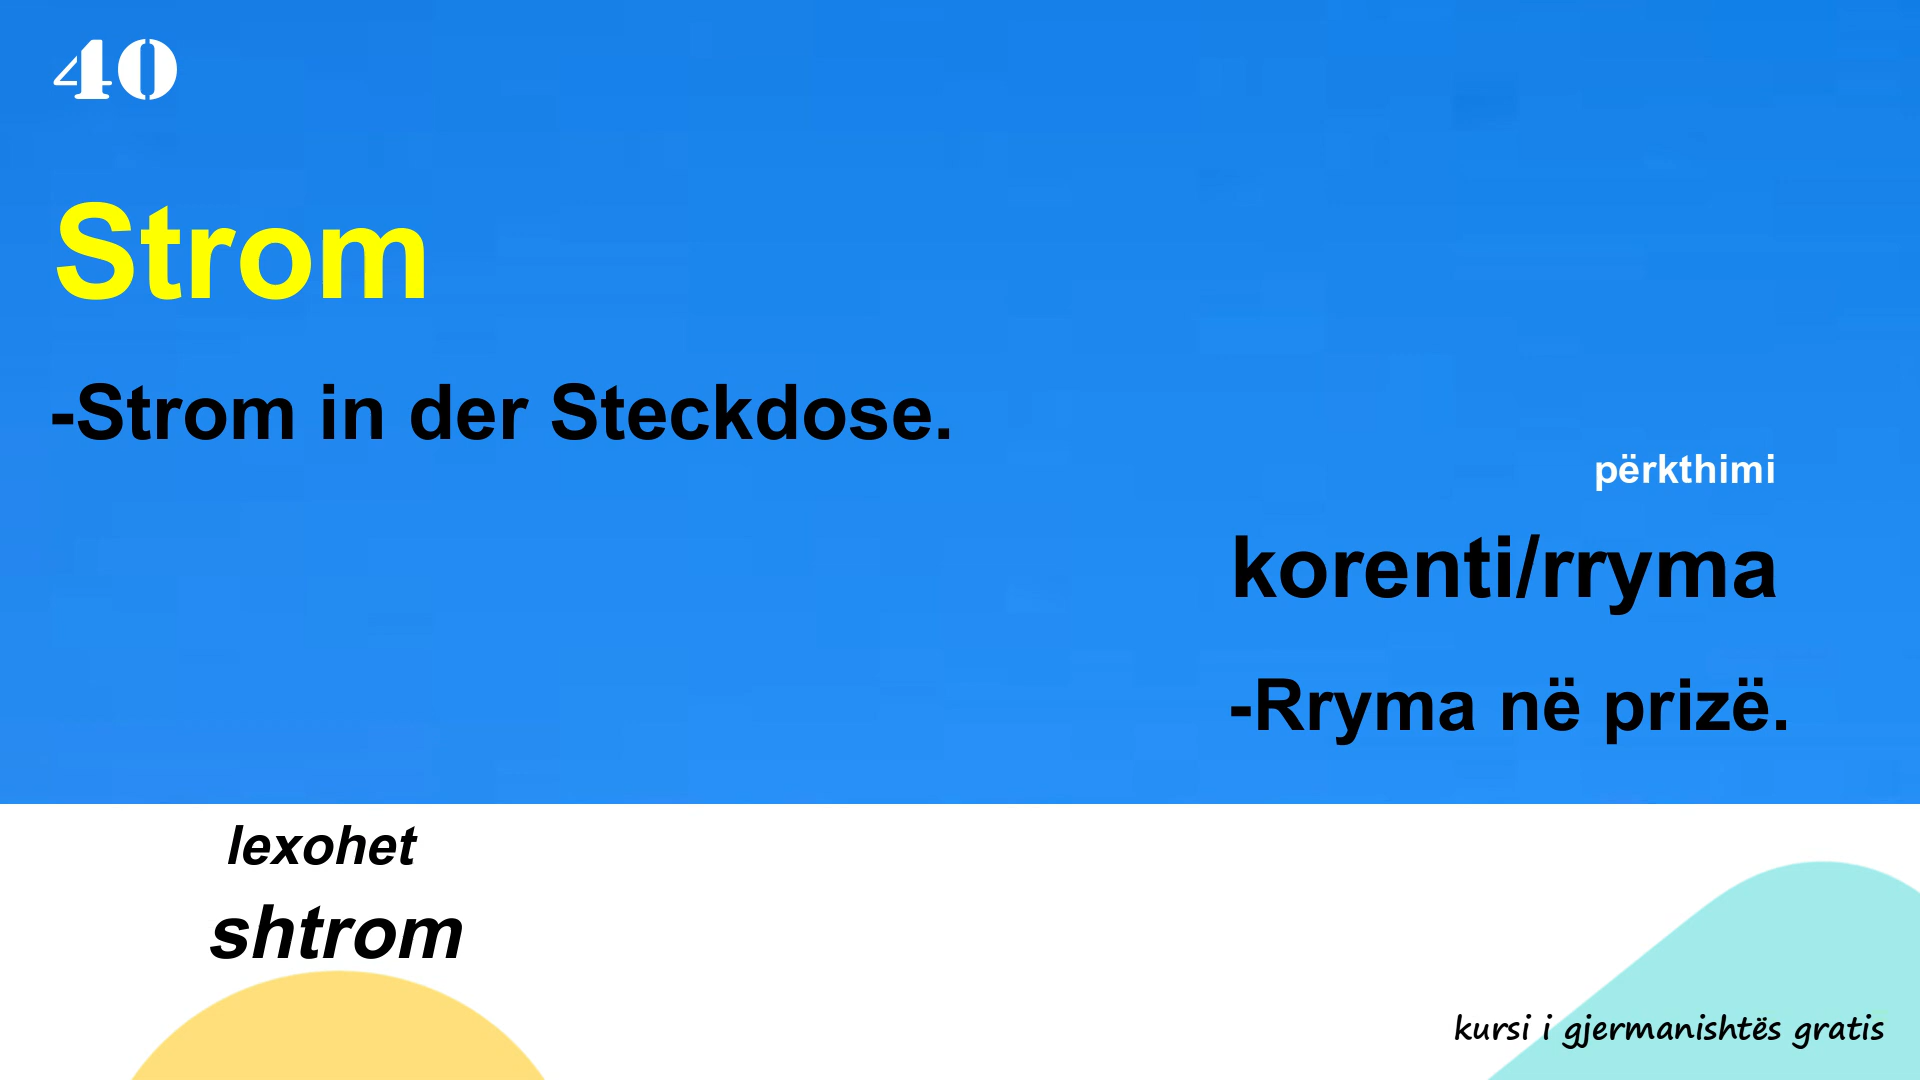 40
Strom
-Strom in der Steckdose.
përkthimi
korenti/rryma
-Rryma në prizë.
lexohet
shtrom
kursi i gjermanishtës gratis